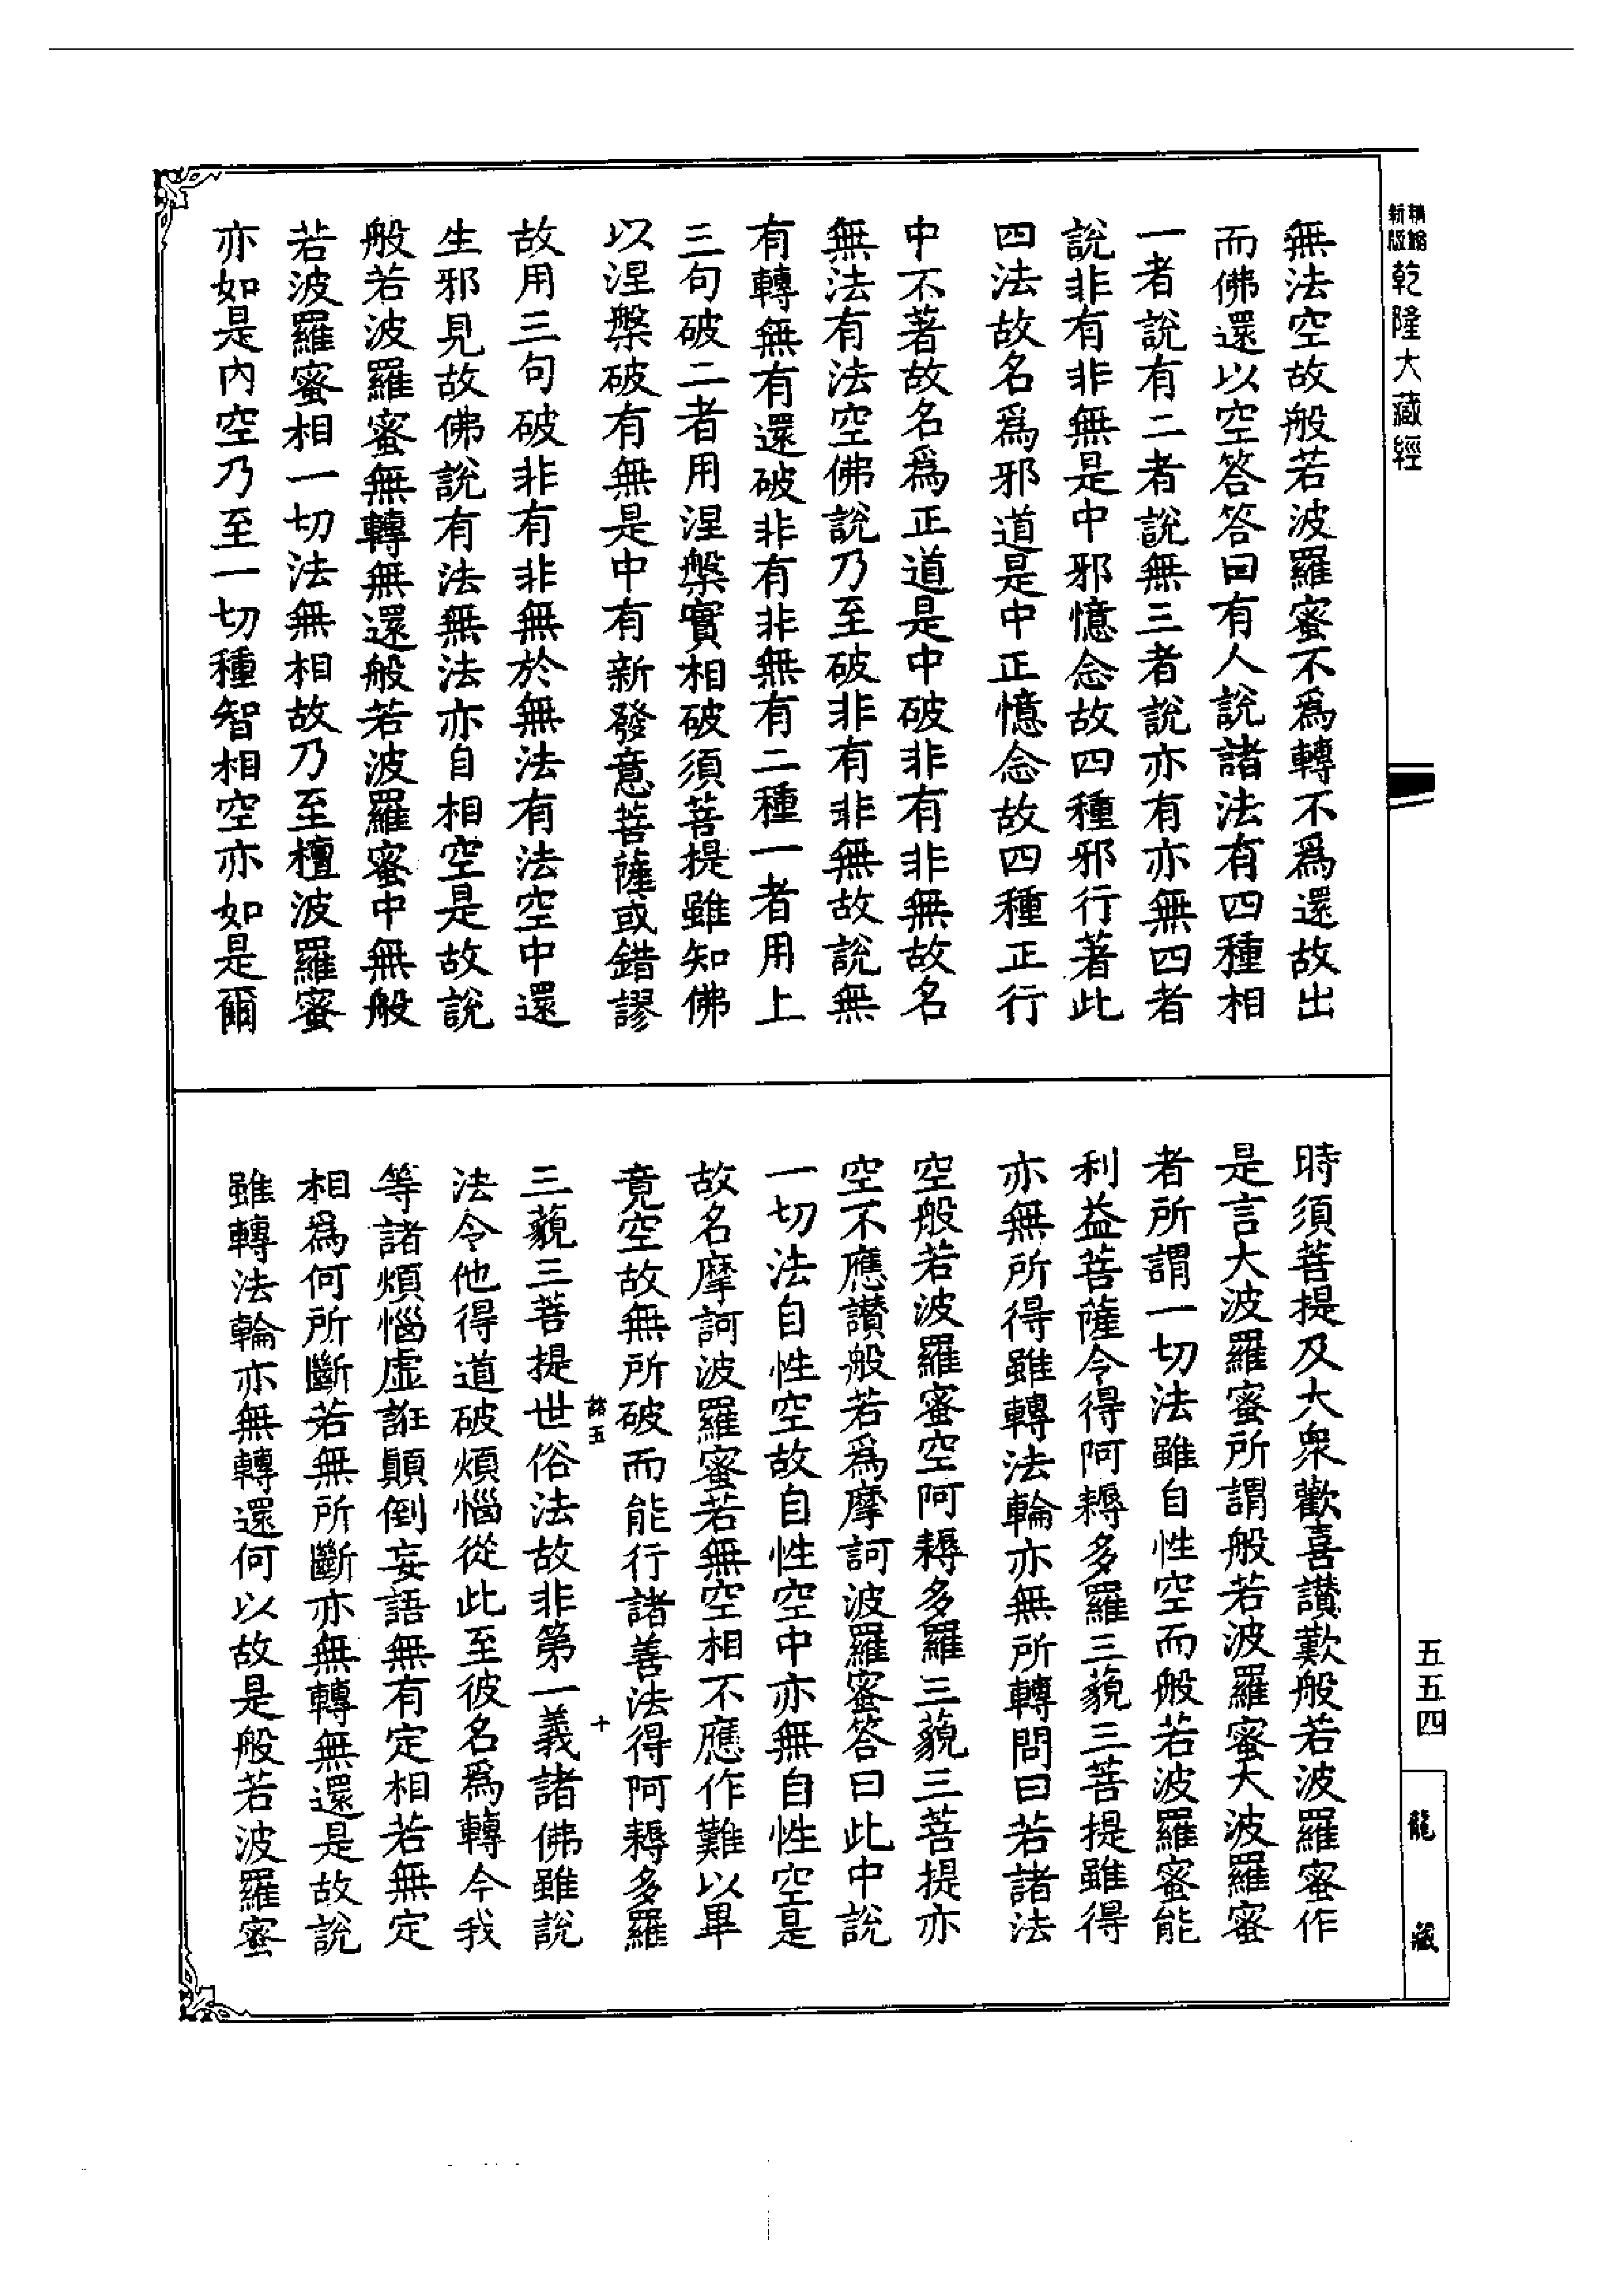 新版
精縮
乾隆大藏經
無法空故般若波羅蜜不爲轉不爲還故出
而佛還以空答答曰有人說諸法有四種相
一者說有二者說無三者說亦有亦無四者
說非有非無是中邪憶念故四種邪行著此
四法故名爲邪道是中正憶念故四種正行
中不著故名爲正道是中破非有非無故名
無法有法空佛說乃至破非有非無故說無
有轉無有還破非有非無有二種一者用上
三句破二者用涅槃實相破須菩提雖知佛
以涅槃破有無是中有新發意菩薩或錯謬
故用三句破非有非無於無法有法空中還
生邪見故佛說有法無法亦自相空是故說
般若波羅蜜無轉無還般若波羅蜜中無般
若波羅蜜相一切法無相故乃至檀波羅蜜
亦如是內空乃至一切種智相空亦如是爾
時須菩提及大衆歡喜讃歎般若波羅蜜作
是言大波羅蜜所謂般若波羅蜜大波羅蜜
者所謂一切法雖自性空而般若波羅蜜能
利益菩薩令得阿耨多羅三藐三菩提雖得
亦無所得雖轉法輪亦無所轉問曰若諸法
空般若波羅蜜空阿耨多羅三藐三菩提亦
空不應讃般若爲摩訶波羅蜜答曰此中說
一切法自性空故自性空中亦無自性空是
故名摩訶波羅蜜若無空相不應作難以畢
竟空故無所破而能行諸善法得阿耨多羅
三藐三菩提世俗法故非第一義諸佛雖說
法令他得道破煩惱從此至彼名爲轉今我
等諸煩惱虛誑顚倒妄語無有定相若無定
相爲何所斷若無所斷亦無轉無還是故說
雖轉法輪亦無轉還何以故是般若波羅蜜
五
十
五五四
龍藏